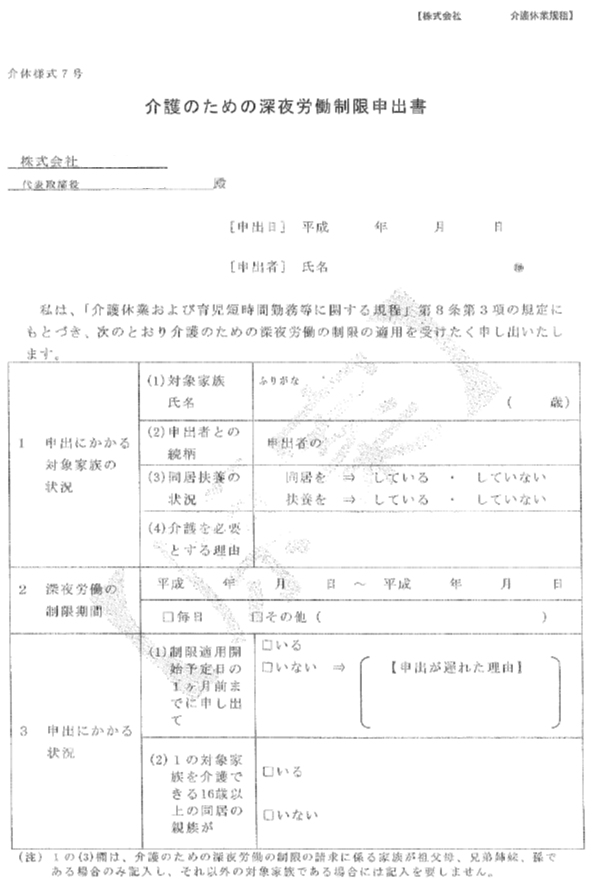 【株式会社　　　　介護休業規程】
介休様式７号
介護のための深夜労働制限申出書
株式会社
代表取締役　　　　殿
［申出日］　平成　　年　　月　　日
［申出者］　氏名　　　　㊞
私は、「介護休業および育児短時間勤務等に関する規程」第８条第３項の規定に
もとづき、次のとおり介護のための深夜労働の制限の適用を受けたく申し出いたし
ます。
1　申出にかかる
対象家族の
状況
(1)対象家族
氏名
ふりがな
（　　歳）
(2)申出者との
続柄
申出者の
(3)同居扶養の
状況
同居を　⇒　している　・　していない
扶養を　⇒　している　・　していない
(4)介護を必要
とする理由
2　深夜労働の
制限期間
平成　　年　　月　　日　～　平成　　年　　月　　日
□毎日　　□その他（　　　　）
3　申出にかかる
状況
(1)制限適用開
始予定日の
１ヶ月前ま
でに申し出
て
□いる
□いない　⇒　【申出が遅れた理由】
(2)１の対象家
族を介護で
きる16歳以
上の同居の
親族が
□いる
□いない
(注)　１の(3)欄は、介護のための深夜労働の制限の請求に係る家族が祖父母、兄弟姉妹、孫で
ある場合のみ記入し、それ以外の対象家族である場合には記入を要しません。